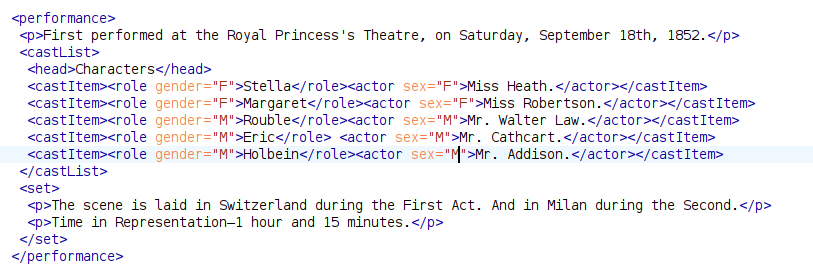 <performance>
<p>First performed at the Royal Princess's Theatre, on Saturday, September 18th, 1852.</p>
<castList>
<head>Characters</head>
<castItem><role gender="F">Stella</role><actor sex="F">Miss Heath.</actor></castItem>
<castItem><role gender="F">Margaret</role><actor sex="F">Miss Robertson.</actor></castItem>
<castItem><role gender="M">Rouble</role><actor sex="M">Mr. Walter Law.</actor></castItem>
<castItem><role gender="M">Eric</role> <actor sex="M">Mr. Cathcart.</actor></castItem>
<castItem><role gender="M">Holbein</role><actor sex="M">Mr. Addison.</actor></castItem>
</castList>
<set>
<p>The scene is laid in Switzerland during the First Act. And in Milan during the Second.</p>
<p>Time in Representation—1 hour and 15 minutes.</p>
</set>
</performance>